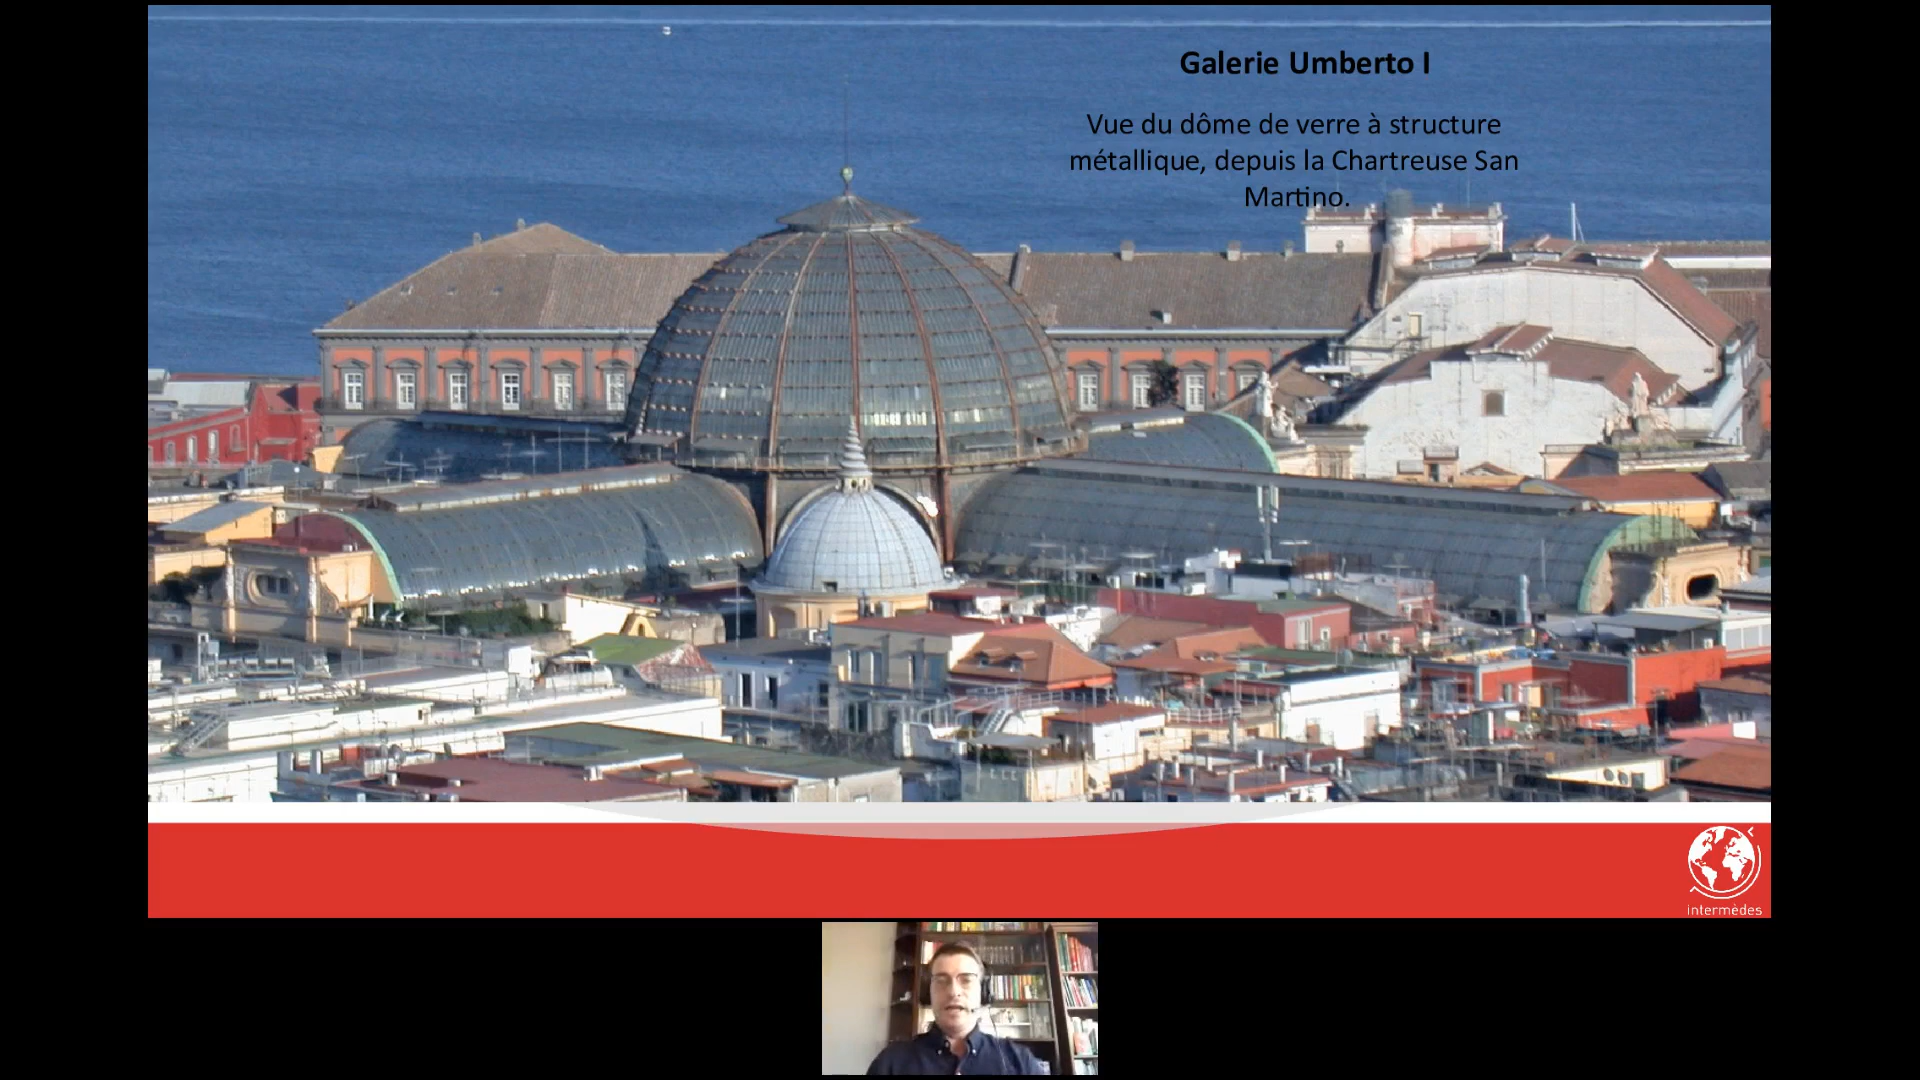 Galerie Umberto I
Vue du dôme de verre à structure
métallique, depuis la Chartreuse San
Martino.
intermèdes